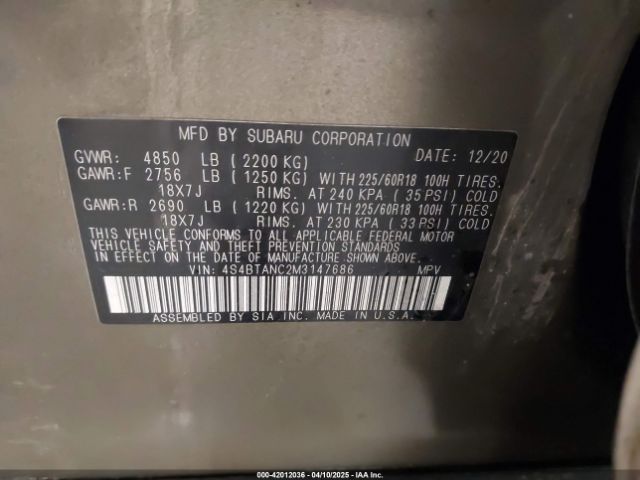 MFD BY SUBARU CORPORATION
GVWR: 4850 LB (2200 KG) DATE: 12/20
GAWR:F 2756 LB (1250 KG) WITH 225/60R18 100H TIRES.
18X7J RIMS. AT 240 KPA (35 PSI) COLD
GAWR:R 2690 LB (1220 KG) WITH 225/60R18 100H TIRES.
18X7J RIMS. AT 230 KPA (33 PSI) COLD
THIS VEHICLE CONFORMS TO ALL APPLICABLE FEDERAL MOTOR
VEHICLE SAFETY AND THEFT PREVENTION STANDARDS
IN EFFECT ON THE DATE OF MANUFACTURE SHOWN ABOVE.
VIN: 4S4BTANC2M3147686 MPV
ASSEMBLED BY SIA INC. MADE IN U.S.A.
000-42012036 - 04/10/2025 - IAAI.COM